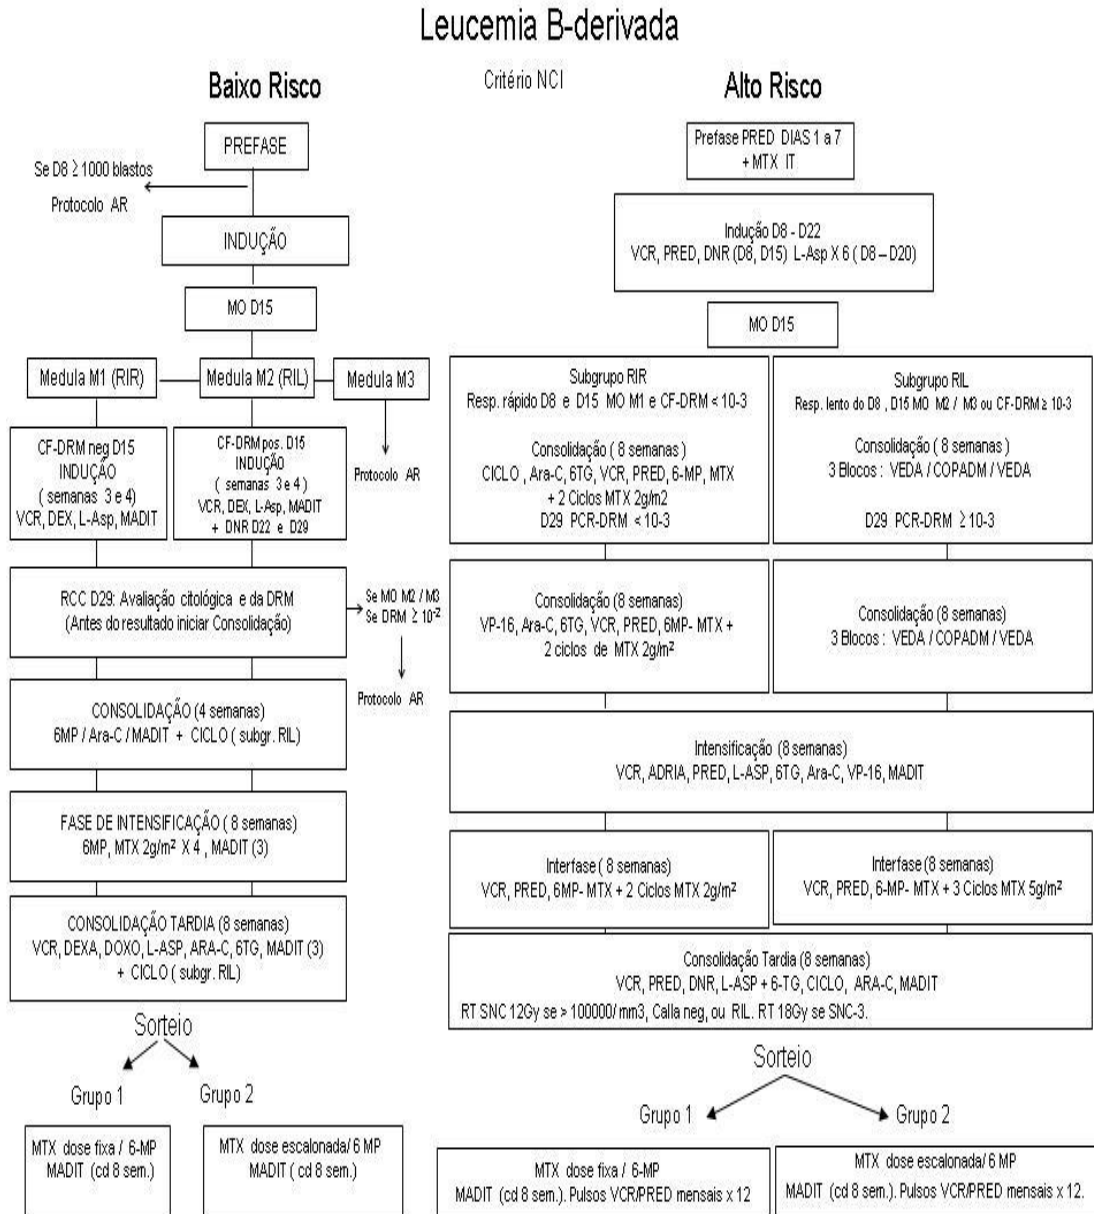 Leucemia B-derivada
Critério NCI
Baixo Risco
PREFASE
Se D8 ≥ 1000 blastos
Protocolo AR
INDUÇÃO
MO D15
Medula M1 (RIR)
Medula M2 (RIL)
Medula M3
Protocolo AR
CF-DRM neg D15
INDUÇÃO
( semanas 3 e 4)
VCR, DEX, L-Asp, MADIT
CF-DRM pos. D15
INDUÇÃO
( semanas 3 e 4)
VCR, DEX, L-Asp, MADIT
+ DNR D22 e D29
RCC D29: Avaliação citológica e da DRM
(Antes do resultado iniciar Consolidação)
Se MO M2 / M3
Se DRM ≥ 10-2
Protocolo AR
CONSOLIDAÇÃO (4 semanas)
6MP / Ara-C / MADIT + CICLO ( subgr. RIL)
FASE DE INTENSIFICAÇÃO ( 8 semanas)
6MP, MTX 2g/m² X 4 , MADIT (3)
CONSOLIDAÇÃO TARDIA (8 semanas)
VCR, DEXA, DOXO, L-ASP, ARA-C, 6TG, MADIT (3)
+ CICLO ( subgr. RIL)
Sorteio
Grupo 1
Grupo 2
MTX dose fixa / 6-MP
MADIT (cd 8 sem.)
MTX dose escalonada/ 6 MP
MADIT ( cd 8 sem.)
Alto Risco
Prefase PRED DIAS 1 a 7
+ MTX IT
Indução D8 - D22
VCR, PRED, DNR (D8, D15) L-Asp X 6 ( D8 – D20)
MO D15
Subgrupo RIR
Resp. rápido D8 e D15 MO M1 e CF-DRM < 10-3
Consolidação ( 8 semanas )
CICLO , Ara-C, 6TG, VCR, PRED, 6-MP, MTX
+ 2 Ciclos MTX 2g/m2
D29 PCR-DRM < 10-3
Subgrupo RIL
Resp. lento do D8 , D15 MO M2 / M3 ou CF-DRM ≥ 10-3
Consolidação ( 8 semanas )
3 Blocos : VEDA / COPADM / VEDA
D29 PCR-DRM ≥ 10-3
Consolidação (8 semanas)
VP-16, Ara-C, 6TG, VCR, PRED, 6MP- MTX +
2 ciclos de MTX 2g/m²
Consolidação (8 semanas)
3 Blocos : VEDA / COPADM / VEDA
Intensificação (8 semanas)
VCR, ADRIA, PRED, L-ASP, 6TG, Ara-C, VP-16, MADIT
Interfase ( 8 semanas)
VCR, PRED, 6MP- MTX + 2 Ciclos MTX 2g/m²
Interfase (8 semanas)
VCR, PRED, 6-MP- MTX + 3 Ciclos MTX 5g/m²
Consolidação Tardia (8 semanas)
VCR, PRED, DNR, L-ASP + 6-TG, CICLO, ARA-C, MADIT
RT SNC 12Gy se > 100000/ mm3, Calla neg, ou RIL. RT 18Gy se SNC-3.
Sorteio
Grupo 1
Grupo 2
MTX dose fixa / 6-MP
MADIT (cd 8 sem.). Pulsos VCR/PRED mensais x 12
MTX dose escalonada/ 6 MP
MADIT (cd 8 sem.). Pulsos VCR/PRED mensais x 12.